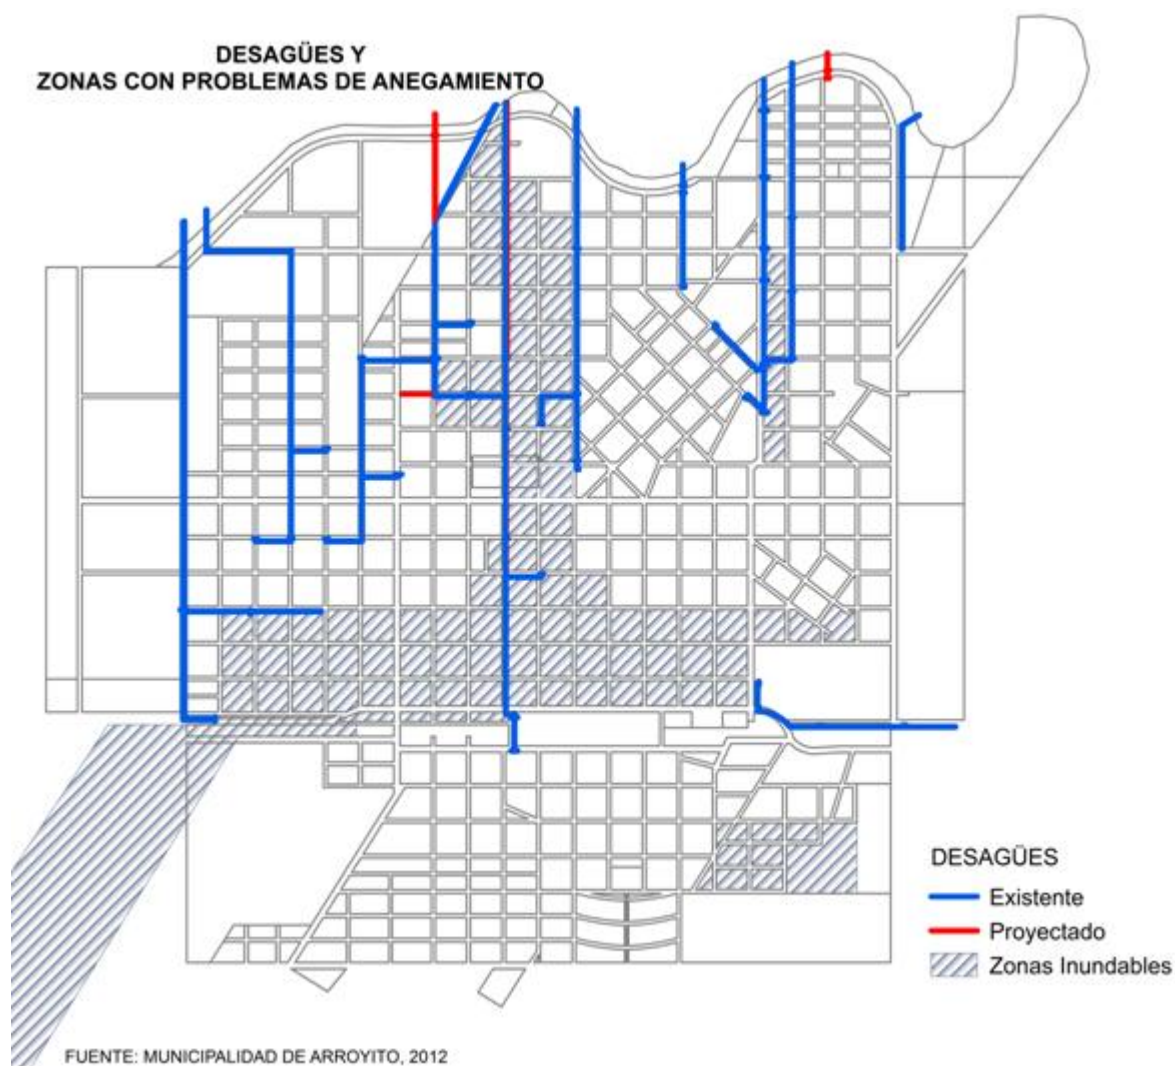 DESAGÜES Y
ZONAS CON PROBLEMAS DE ANEGAMIENTO
DESAGÜES
Existente
Proyectado
Zonas Inundables
FUENTE: MUNICIPALIDAD DE ARROYITO, 2012